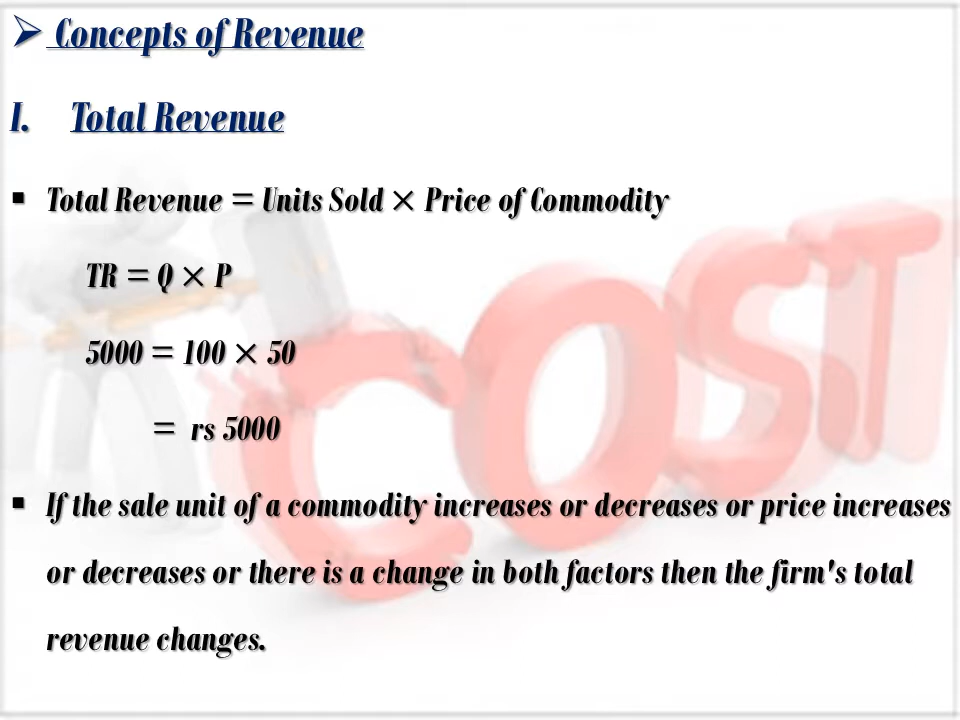 ➢ Concepts of Revenue
I. Total Revenue
▪ Total Revenue = Units Sold × Price of Commodity
TR = Q × P
5000 = 100 × 50
= rs 5000
▪ If the sale unit of a commodity increases or decreases or price increases
or decreases or there is a change in both factors then the firm's total
revenue changes.
COST